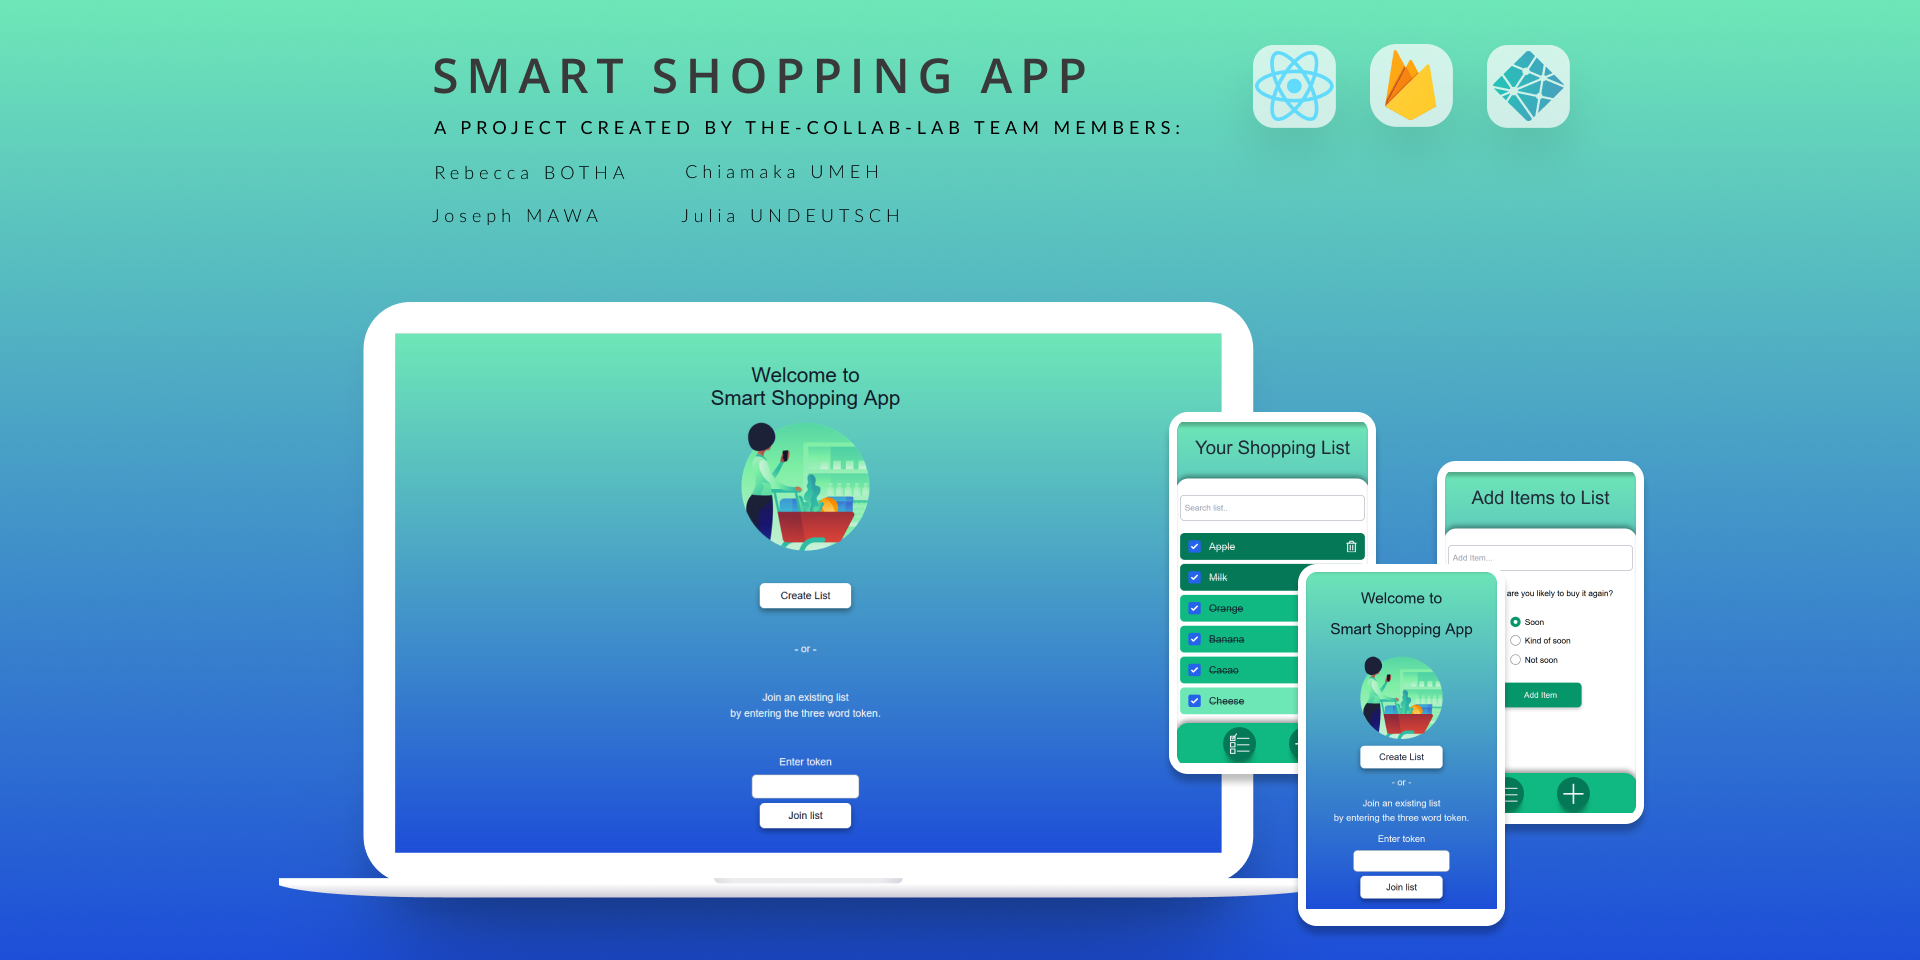 SMART SHOPPING APP
A PROJECT CREATED BY THE-COLLAB-LAB TEAM MEMBERS:
Rebecca BOTHA
Chiamaka UMEH
Joseph MAWA
Julia UNDEUTSCH
Welcome to
Smart Shopping App
Create List
- or -
Join an existing list
by entering the three word token.
Enter token
Join list
Your Shopping List
Search list..
Apple
Milk
Orange
Banana
Cacao
Cheese
Welcome to
Smart Shopping App
Create List
- or -
Join an existing list
by entering the three word token.
Enter token
Join list
Add Items to List
Add Item...
are you likely to buy it again?
Soon
Kind of soon
Not soon
Add Item